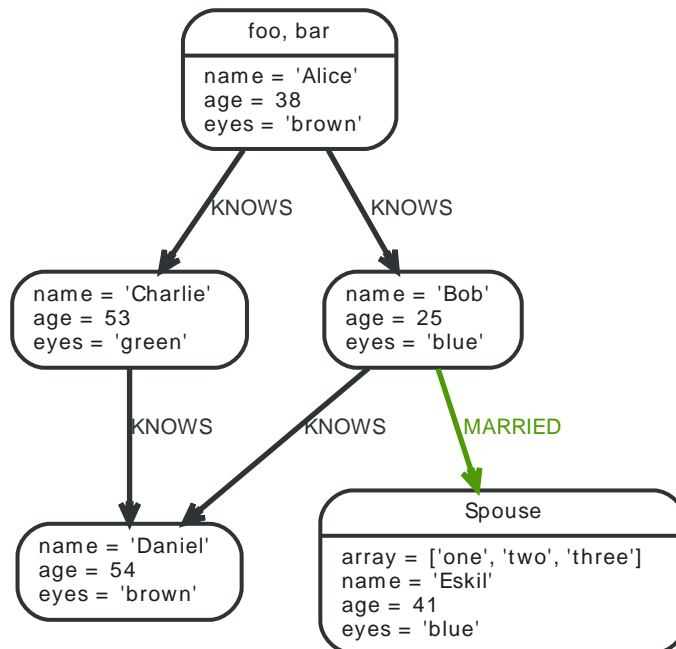 foo, bar
name = 'Alice'
age = 38
eyes = 'brown'
KNOWS
KNOWS
name = 'Charlie'
age = 53
eyes = 'green'
name = 'Bob'
age = 25
eyes = 'blue'
KNOWS
KNOWS
MARRIED
name = 'Daniel'
age = 54
eyes = 'brown'
Spouse
array = ['one', 'two', 'three']
name = 'Eskil'
age = 41
eyes = 'blue'